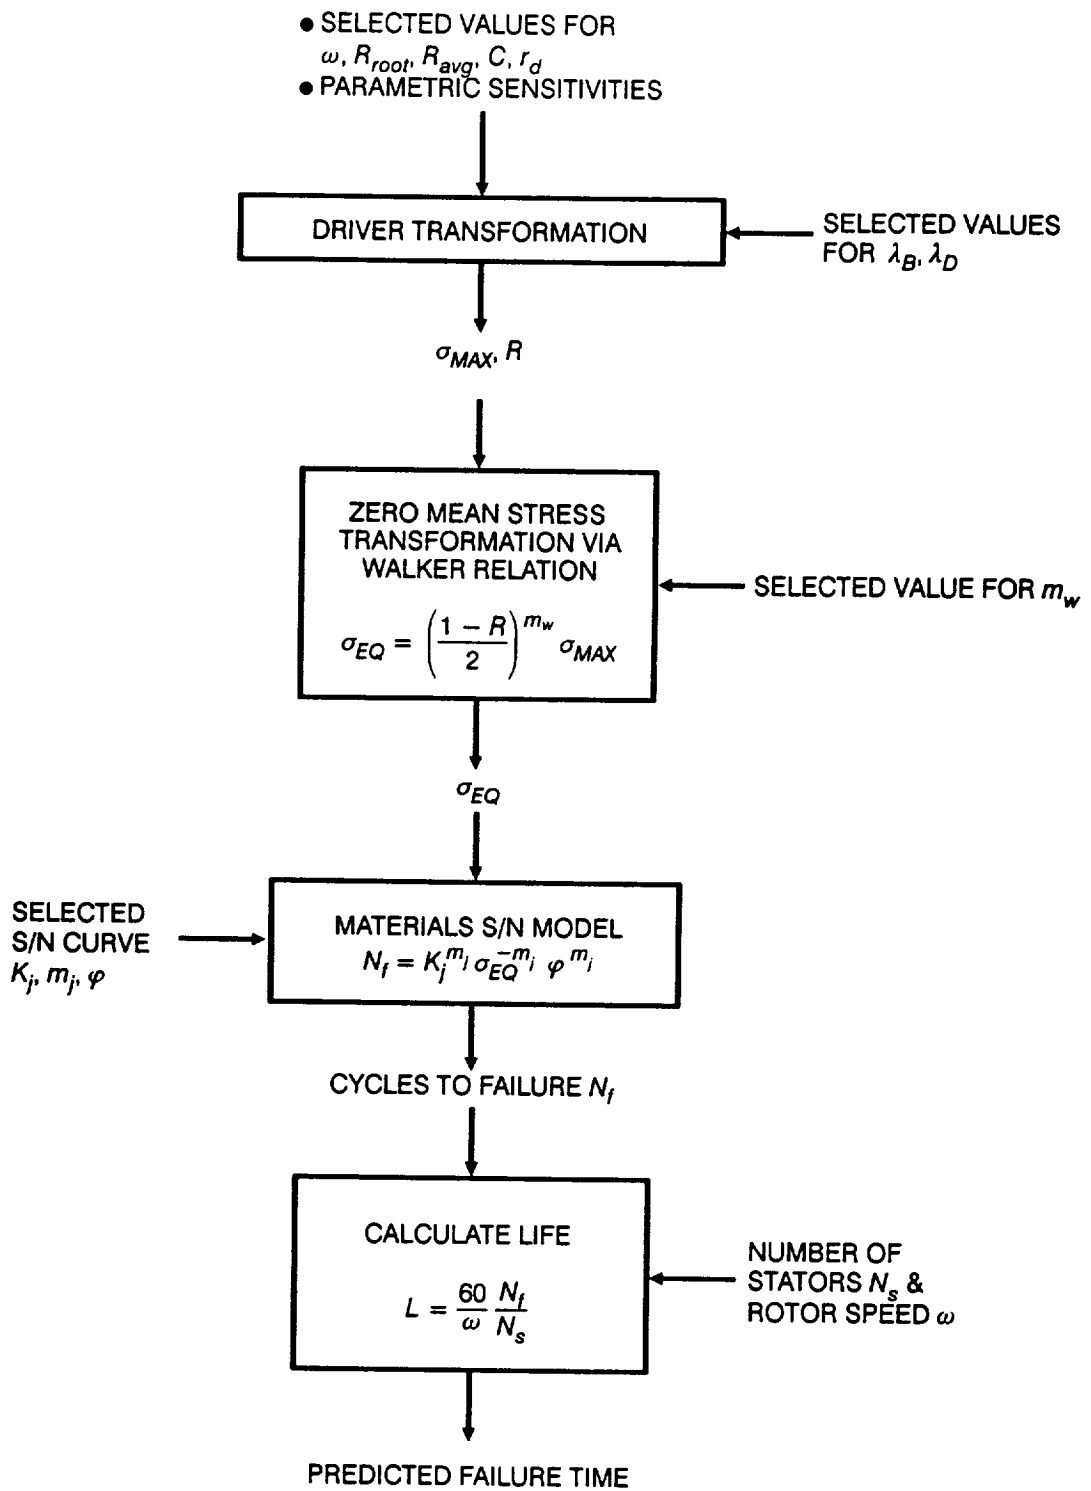 ● SELECTED VALUES FOR
ω, R_root, R_avg, C, r_d
● PARAMETRIC SENSITIVITIES
DRIVER TRANSFORMATION
SELECTED VALUES
FOR λ_B, λ_D
σ_MAX, R
ZERO MEAN STRESS
TRANSFORMATION VIA
WALKER RELATION
σ_EQ = ((1 − R)/2)^m_w σ_MAX
SELECTED VALUE FOR m_w
σ_EQ
SELECTED
S/N CURVE
K_j, m_j, φ
MATERIALS S/N MODEL
N_f = K_j^m_j σ_EQ^−m_j φ^m_j
CYCLES TO FAILURE N_f
CALCULATE LIFE
L = 60/ω N_f/N_s
NUMBER OF
STATORS N_s &
ROTOR SPEED ω
PREDICTED FAILURE TIME